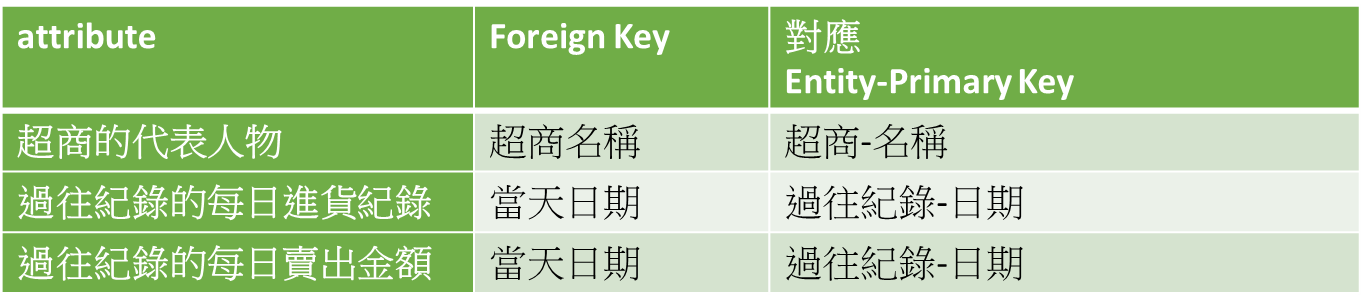 attribute
Foreign Key
對應
Entity-Primary Key
超商的代表人物
超商名稱
超商-名稱
過往紀錄的每日進貨紀錄
當天日期
過往紀錄-日期
過往紀錄的每日賣出金額
當天日期
過往紀錄-日期